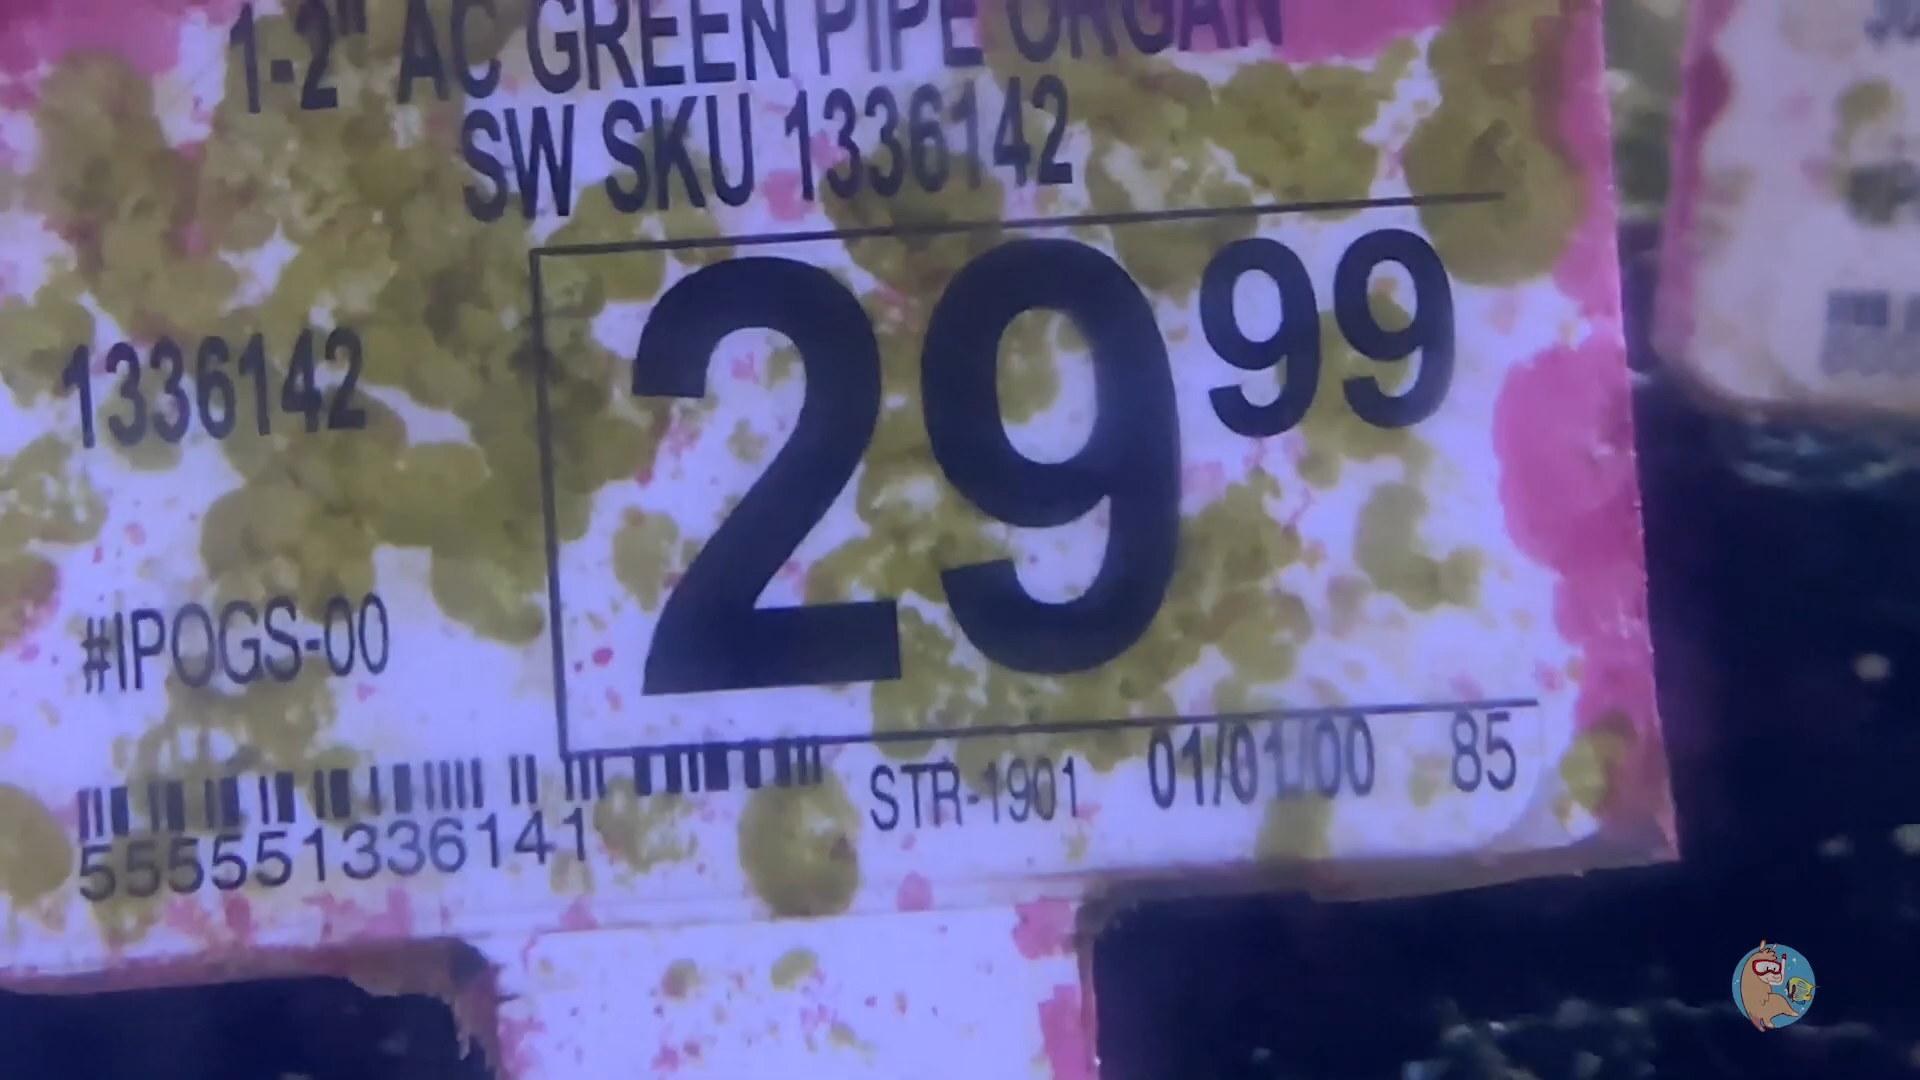 1-2" AC GREEN PIPE ORGAN
SW SKU 1336142
1336142
29 99
#IPOGS-00
555551336141
STR-1901 01/01/00 85